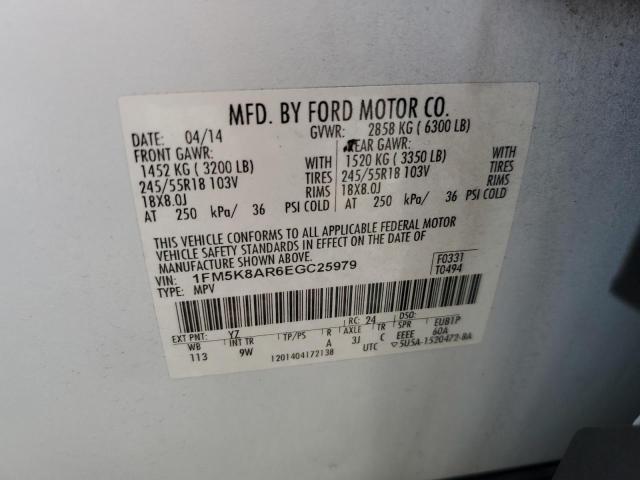 MFD. BY FORD MOTOR CO.
DATE: 04/14 GVWR: 2858 KG ( 6300 LB)
FRONT GAWR: REAR GAWR:
1452 KG ( 3200 LB) WITH 1520 KG ( 3350 LB) WITH
245/55R18 103V TIRES 245/55R18 103V TIRES
18X8.0J RIMS 18X8.0J RIMS
AT 250 kPa/ 36 PSI COLD AT 250 kPa/ 36 PSI COLD
THIS VEHICLE CONFORMS TO ALL APPLICABLE FEDERAL MOTOR
VEHICLE SAFETY STANDARDS IN EFFECT ON THE DATE OF
MANUFACTURE SHOWN ABOVE.
VIN: 1FM5K8AR6EGC25979 F0331
TYPE: MPV T0494
EXT PNT: YZ RC: 24 DSO:
WB INT TR TP/PS R AXLE TR SPR EUB1P
113 9W A 3J C EEEE 60A
1201404172138 UTC ▽5U5A-1520472-BA